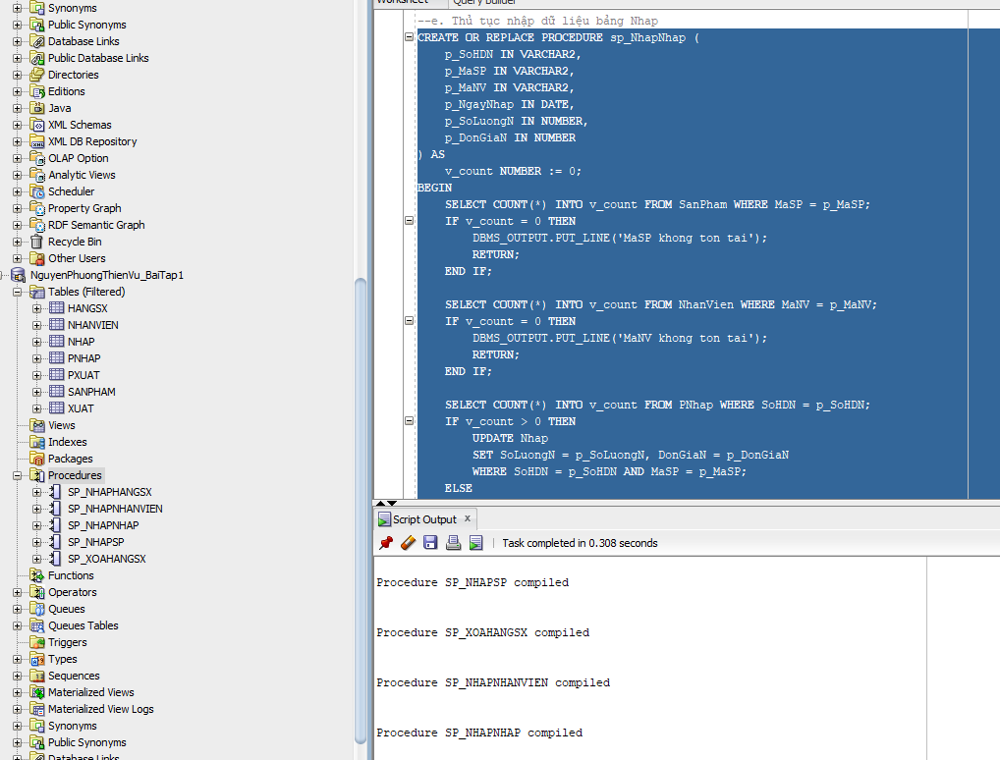 Synonyms
Public Synonyms
Database Links
Public Database Links
Directories
Editions
Java
XML Schemas
XML DB Repository
OLAP Option
Analytic Views
Scheduler
Property Graph
RDF Semantic Graph
Recycle Bin
Other Users
NguyenPhuongThienVu_BaiTap1
Tables (Filtered)
HANGSX
NHANVIEN
NHAP
PNHAP
PXUAT
SANPHAM
XUAT
Views
Indexes
Packages
Procedures
SP_NHAPHANGSX
SP_NHAPNHANVIEN
SP_NHAPNHAP
SP_NHAPSP
SP_XOAHANGSX
Functions
Operators
Queues
Queues Tables
Triggers
Types
Sequences
Materialized Views
Materialized View Logs
Synonyms
Public Synonyms
Database Links
Worksheet Query Builder
--e. Thủ tục nhập dữ liệu bảng Nhap
CREATE OR REPLACE PROCEDURE sp_NhapNhap (
p_SoHDN IN VARCHAR2,
p_MaSP IN VARCHAR2,
p_MaNV IN VARCHAR2,
p_NgayNhap IN DATE,
p_SoLuongN IN NUMBER,
p_DonGiaN IN NUMBER
) AS
v_count NUMBER := 0;
BEGIN
SELECT COUNT(*) INTO v_count FROM SanPham WHERE MaSP = p_MaSP;
IF v_count = 0 THEN
DBMS_OUTPUT.PUT_LINE('MaSP khong ton tai');
RETURN;
END IF;
SELECT COUNT(*) INTO v_count FROM NhanVien WHERE MaNV = p_MaNV;
IF v_count = 0 THEN
DBMS_OUTPUT.PUT_LINE('MaNV khong ton tai');
RETURN;
END IF;
SELECT COUNT(*) INTO v_count FROM PNhap WHERE SoHDN = p_SoHDN;
IF v_count > 0 THEN
UPDATE Nhap
SET SoLuongN = p_SoLuongN, DonGiaN = p_DonGiaN
WHERE SoHDN = p_SoHDN AND MaSP = p_MaSP;
ELSE
Script Output x
Task completed in 0.308 seconds
Procedure SP_NHAPSP compiled
Procedure SP_XOAHANGSX compiled
Procedure SP_NHAPNHANVIEN compiled
Procedure SP_NHAPNHAP compiled